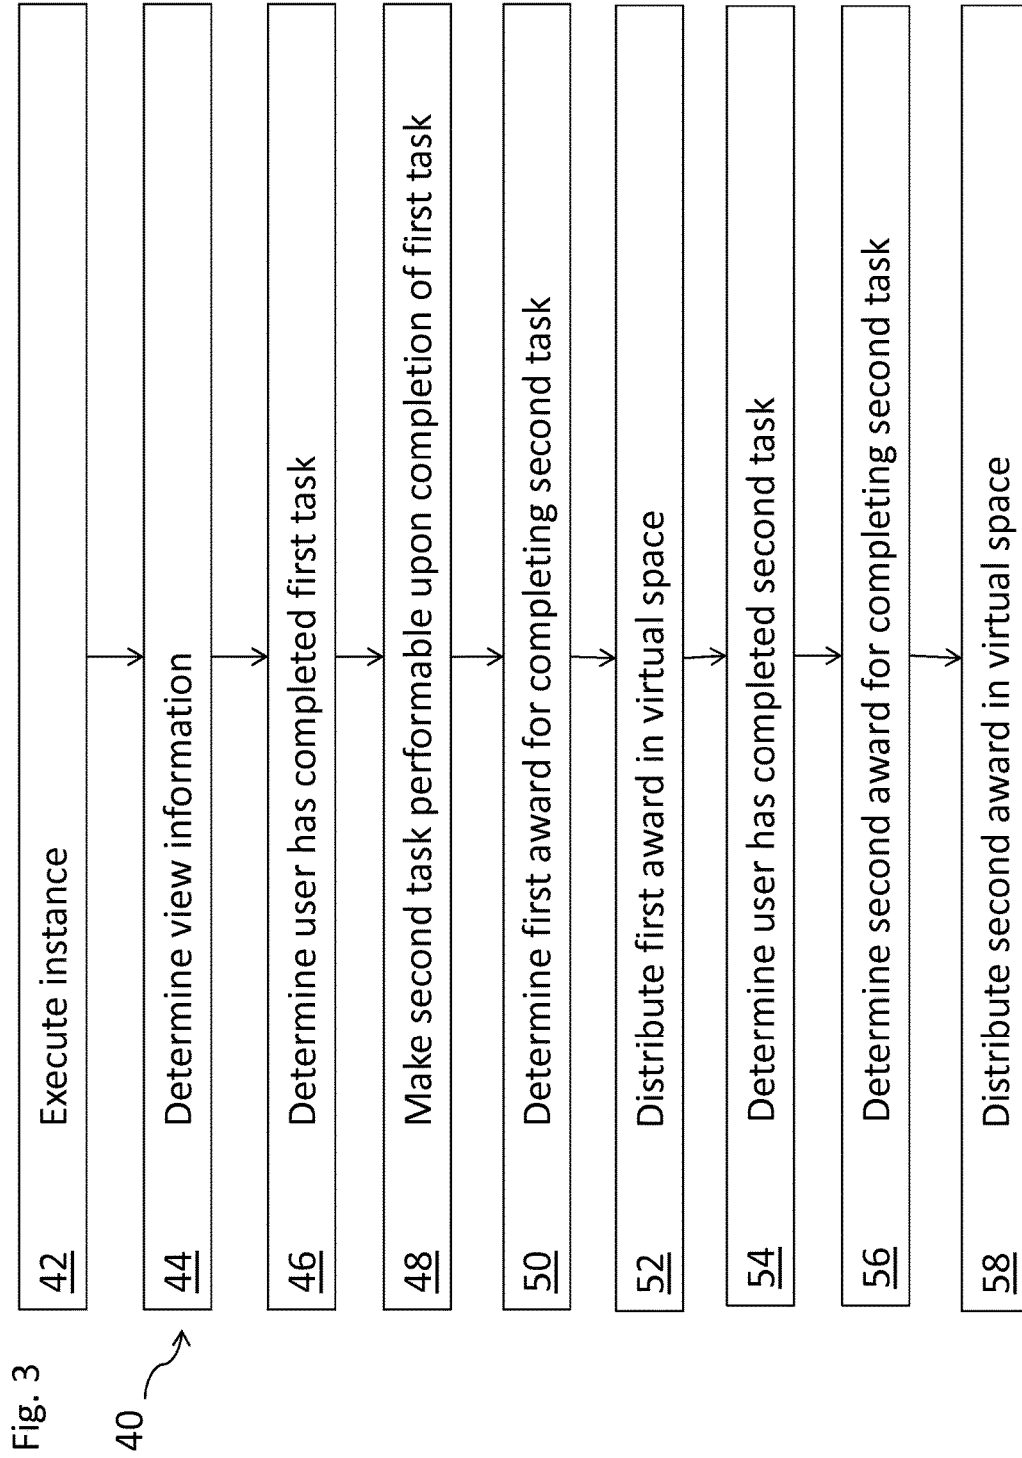 Fig. 3
40
42 Execute instance
44 Determine view information
46 Determine user has completed first task
48 Make second task performable upon completion of first task
50 Determine first award for completing second task
52 Distribute first award in virtual space
54 Determine user has completed second task
56 Determine second award for completing second task
58 Distribute second award in virtual space